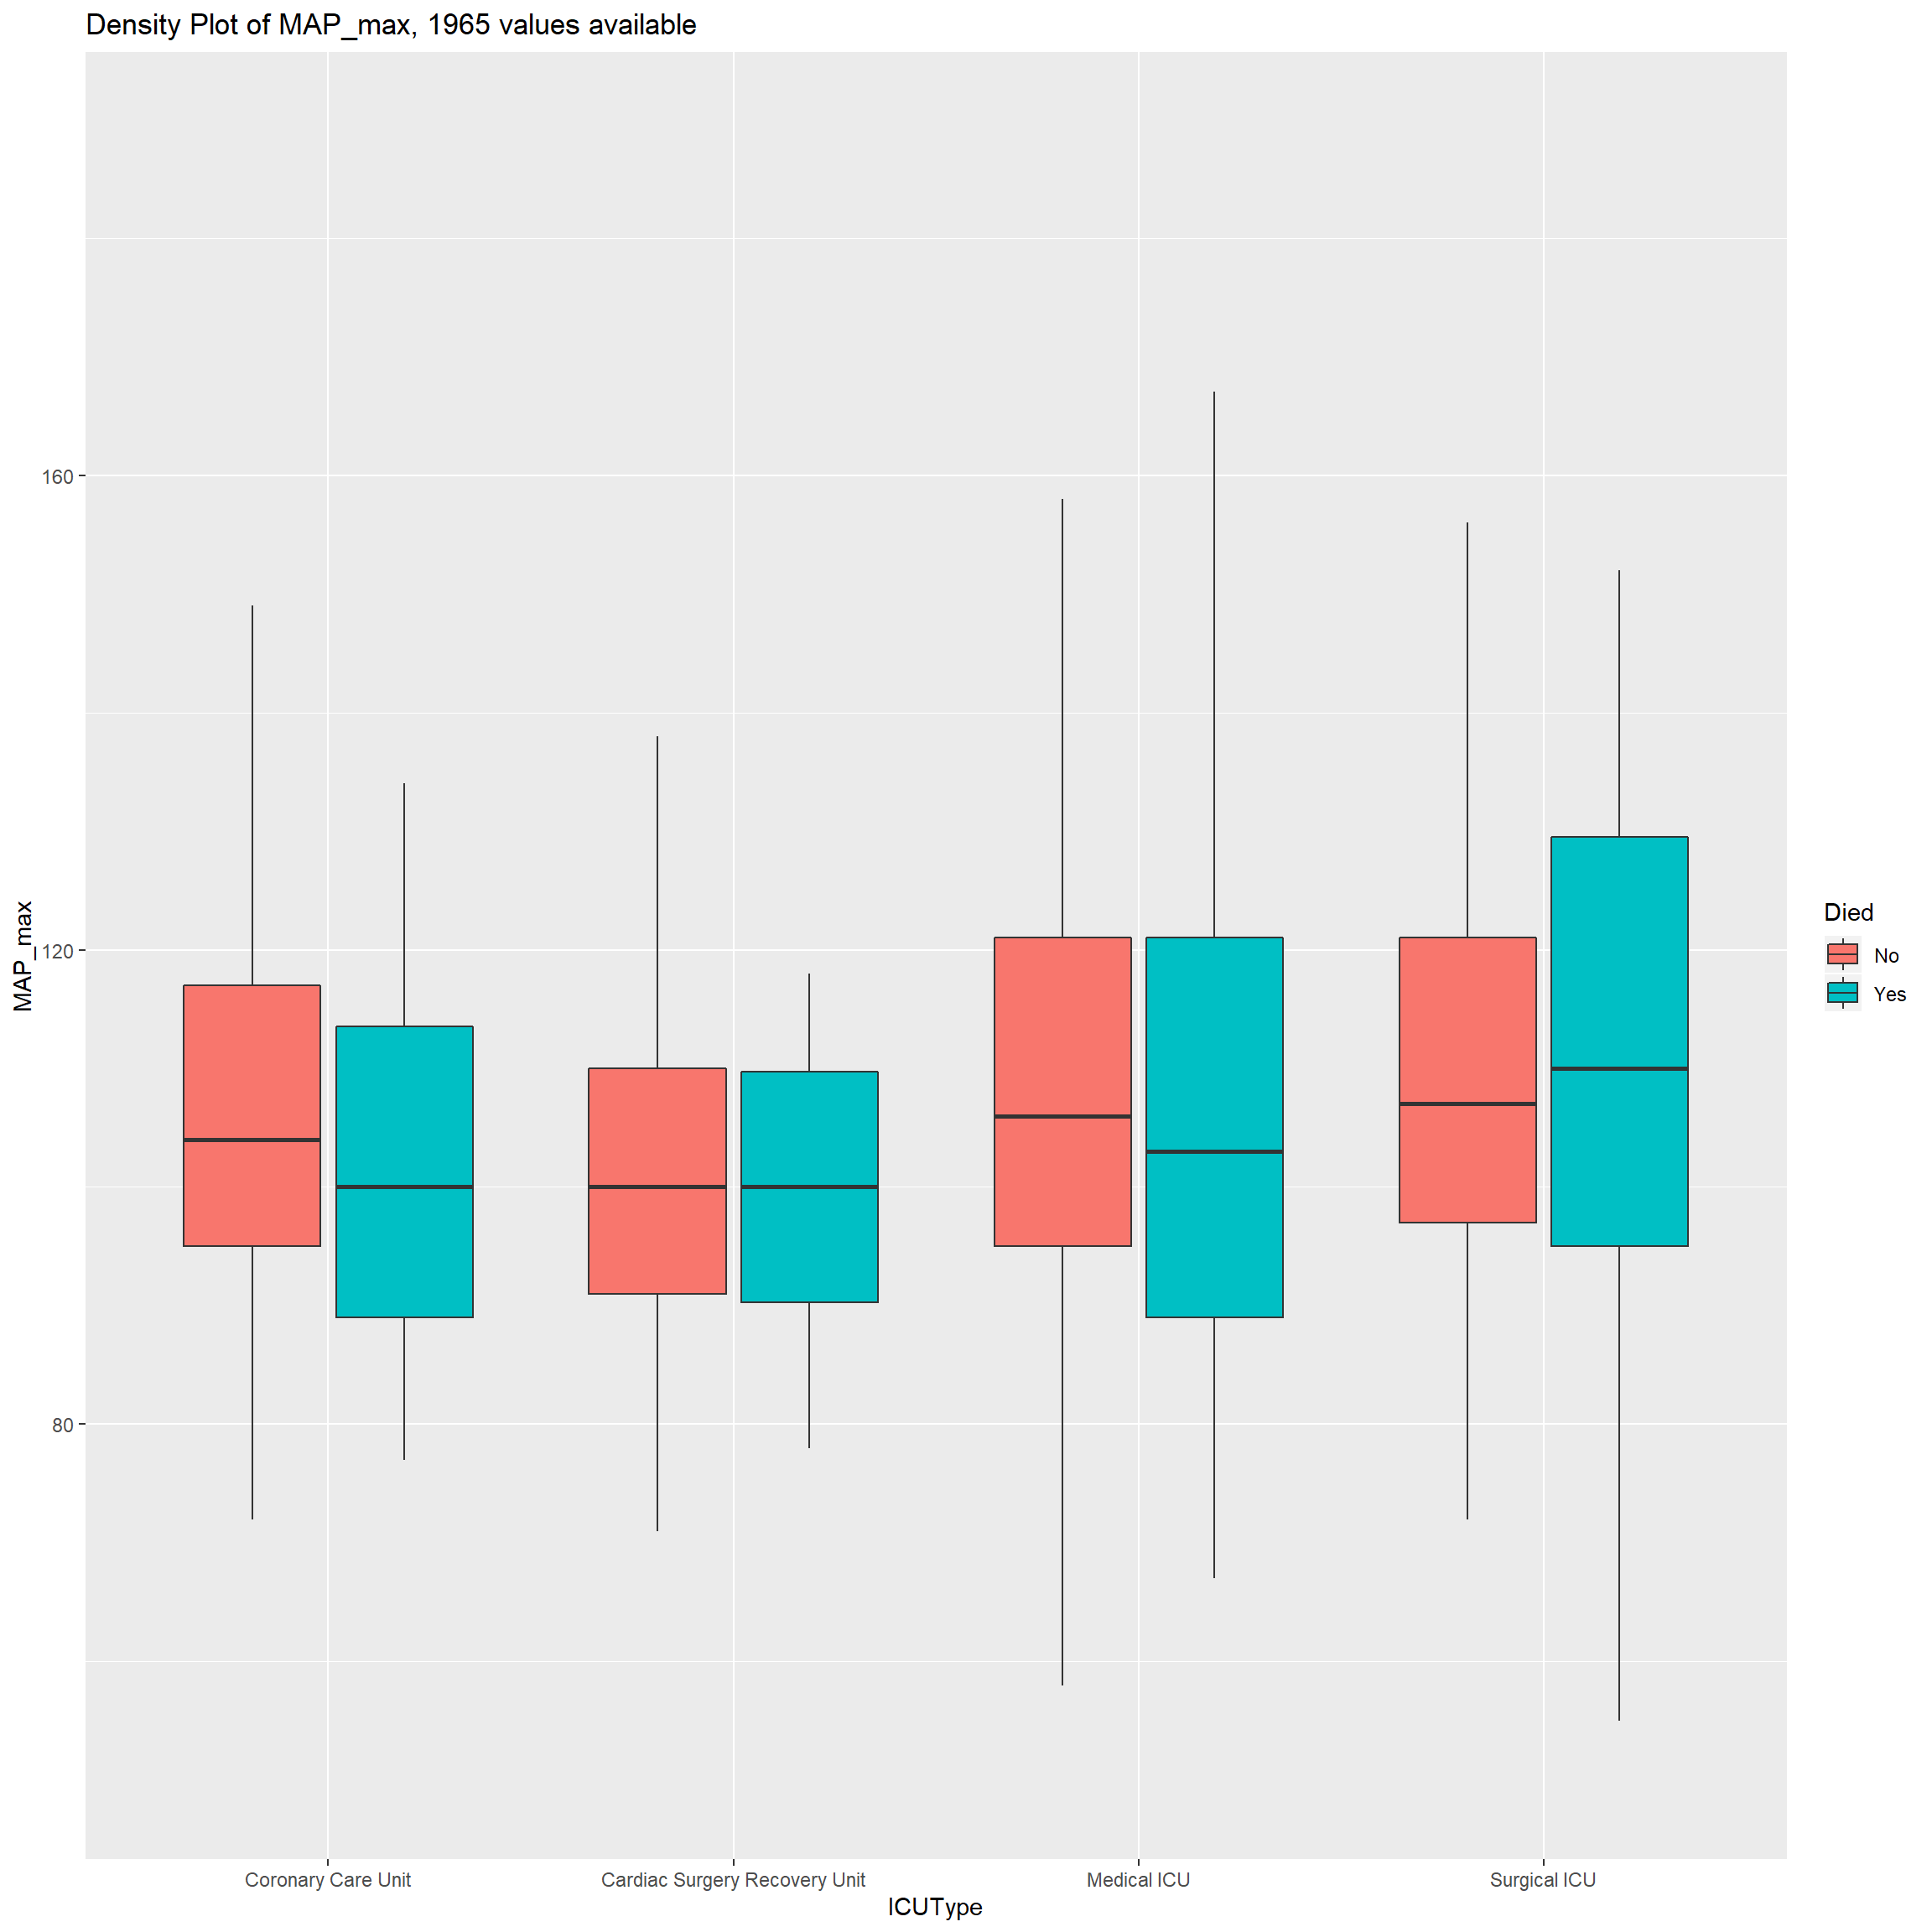 Density Plot of MAP_max, 1965 values available
MAP_max
160
120
80
Coronary Care Unit
Cardiac Surgery Recovery Unit
Medical ICU
Surgical ICU
ICUType
Died
No
Yes